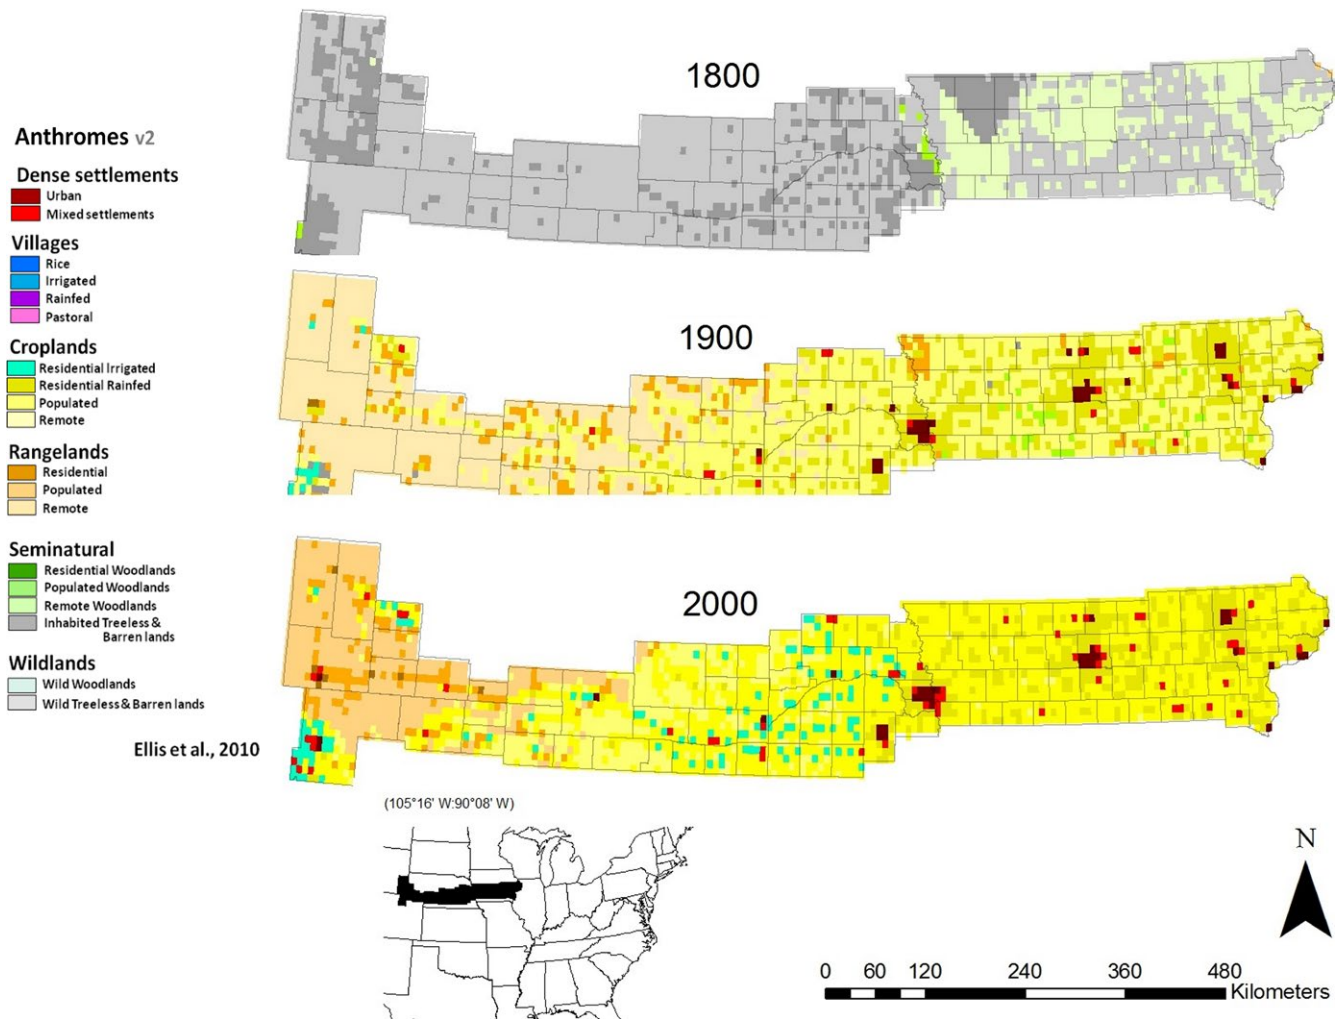 1800
Anthromes v2
Dense settlements
Urban
Mixed settlements
Villages
Rice
Irrigated
Rainfed
Pastoral
Croplands
Residential Irrigated
Residential Rainfed
Populated
Remote
Rangelands
Residential
Populated
Remote
Seminatural
Residential Woodlands
Populated Woodlands
Remote Woodlands
Inhabited Treeless &
Barren lands
Wildlands
Wild Woodlands
Wild Treeless & Barren lands
Ellis et al., 2010
1900
2000
(105°16' W:90°08' W)
N
0 60 120 240 360 480
Kilometers